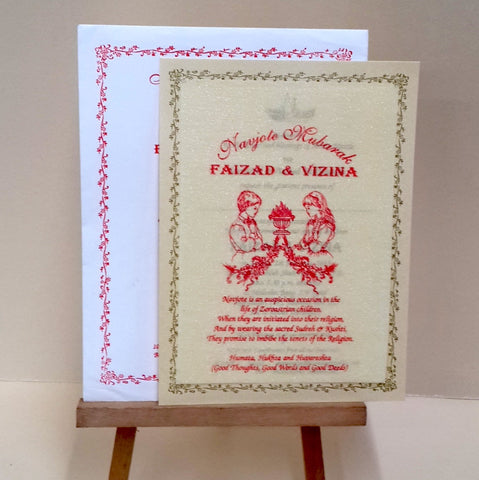 Navjote Mubarak
FAIZAD & VIZINA
Navjote is an auspicious occasion in the
life of Zoroastrian children.
When they are initiated into their religion.
And by wearing the sacred Sudreh & Kushti.
They promise to imbibe the tenets of the Religion.
Humata, Hukhta and Huvareshta
(Good Thoughts, Good Words and Good Deeds)